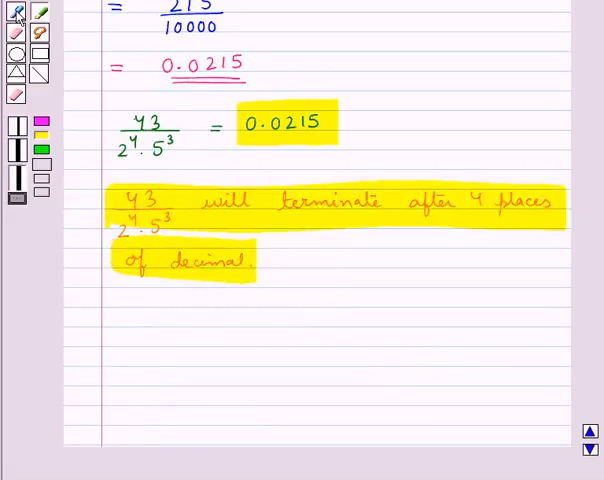 = 215/10000
= 0.0215
43/2⁴·5³ = 0.0215
43/2⁴·5³ will terminate after 4 places
of decimal.